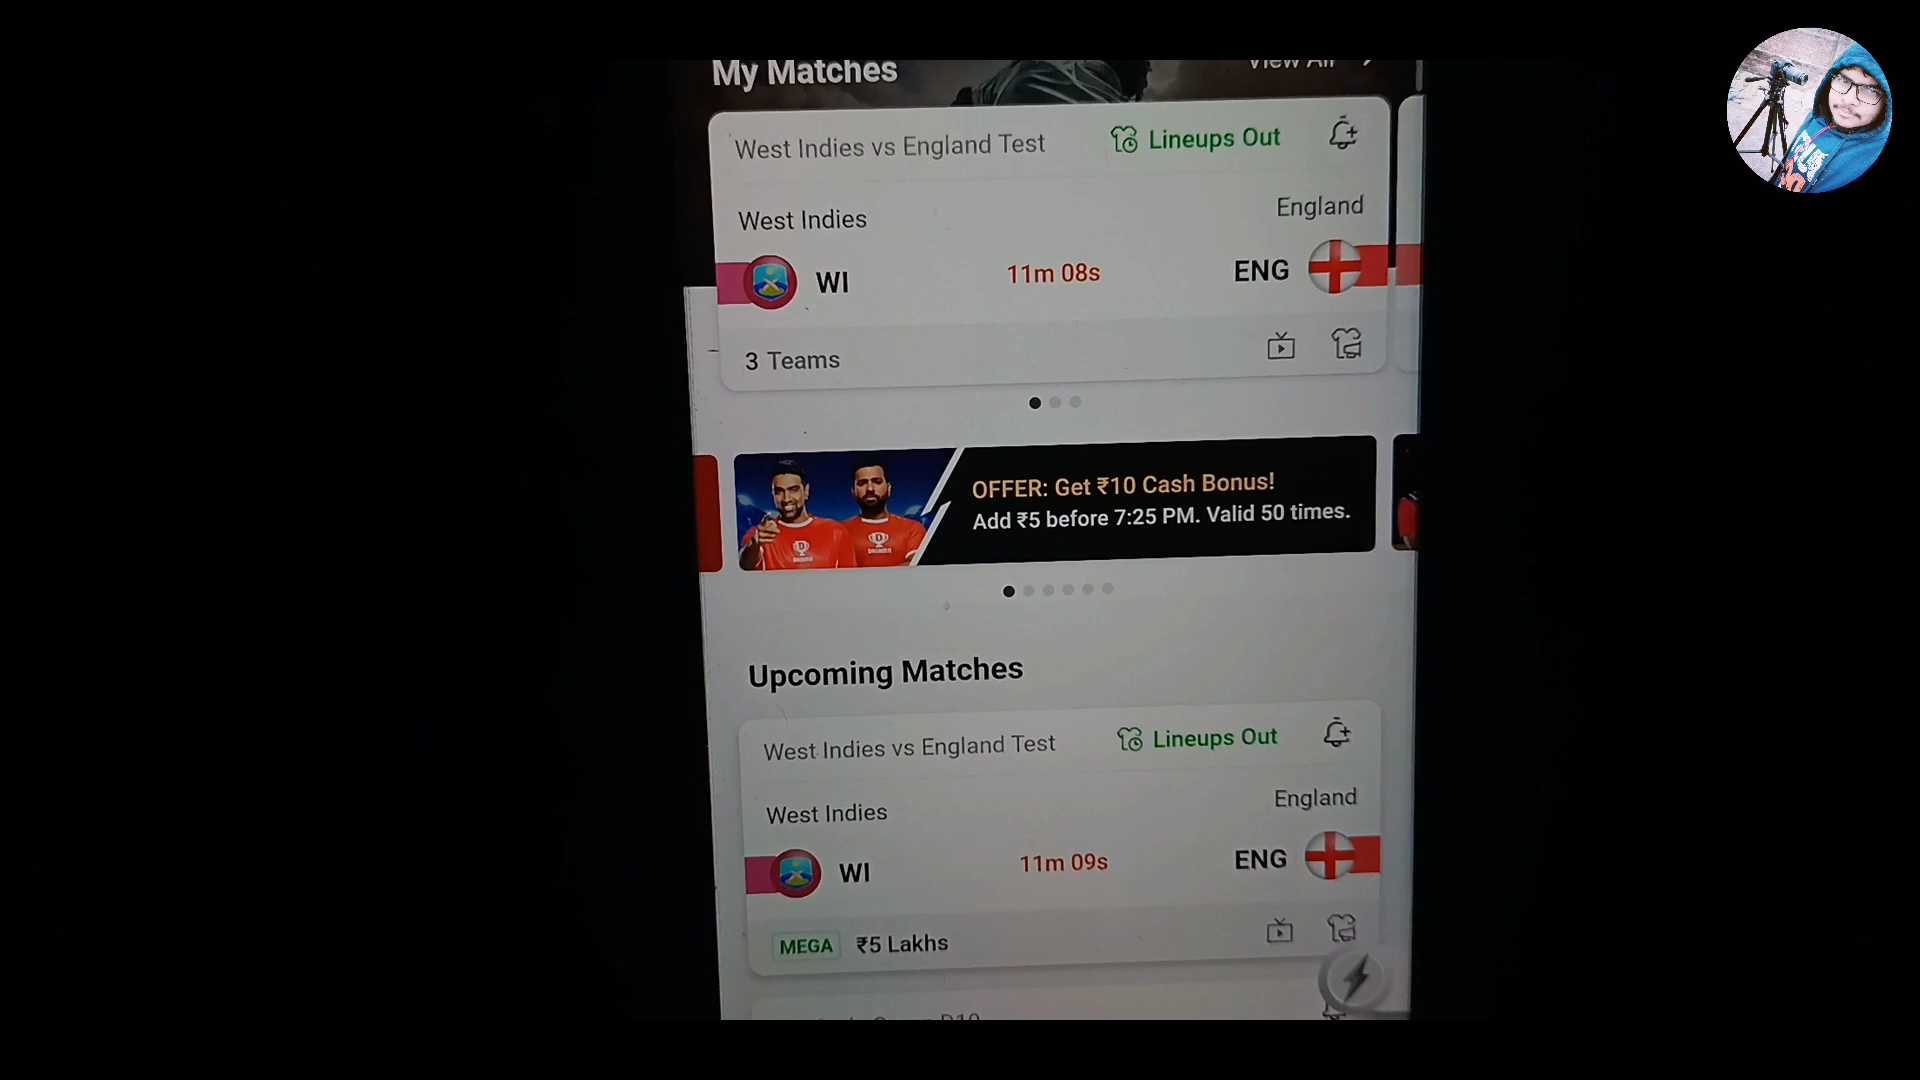 My Matches
View All
West Indies vs England Test
Lineups Out
West Indies
England
WI
11m 08s
ENG
3 Teams
OFFER: Get ₹10 Cash Bonus!
Add ₹5 before 7:25 PM. Valid 50 times.
Upcoming Matches
West Indies vs England Test
Lineups Out
West Indies
England
WI
11m 09s
ENG
MEGA
₹5 Lakhs